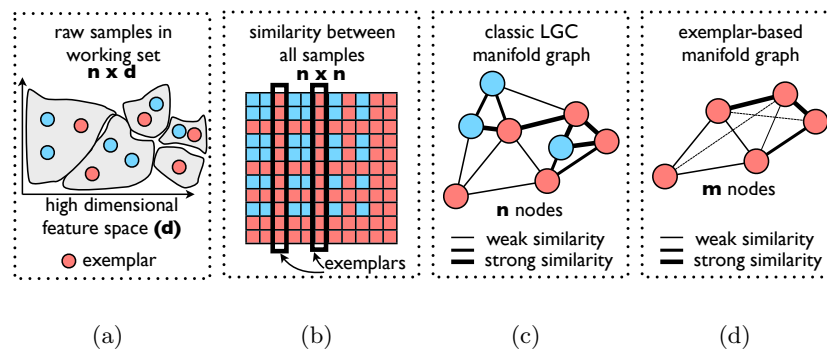 raw samples in
working set
n x d
high dimensional
feature space (d)
exemplar
(a)
similarity between
all samples
n x n
exemplars
(b)
classic LGC
manifold graph
n nodes
weak similarity
strong similarity
(c)
exemplar-based
manifold graph
m nodes
weak similarity
strong similarity
(d)